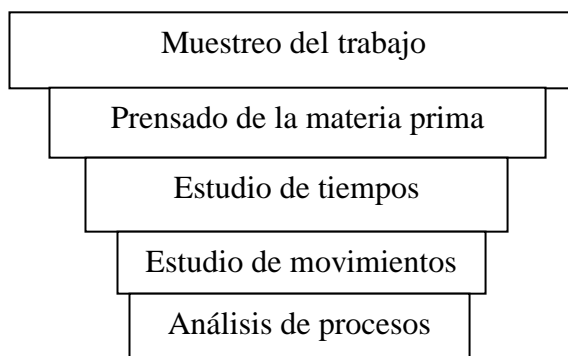 Muestreo del trabajo
Prensado de la materia prima
Estudio de tiempos
Estudio de movimientos
Análisis de procesos